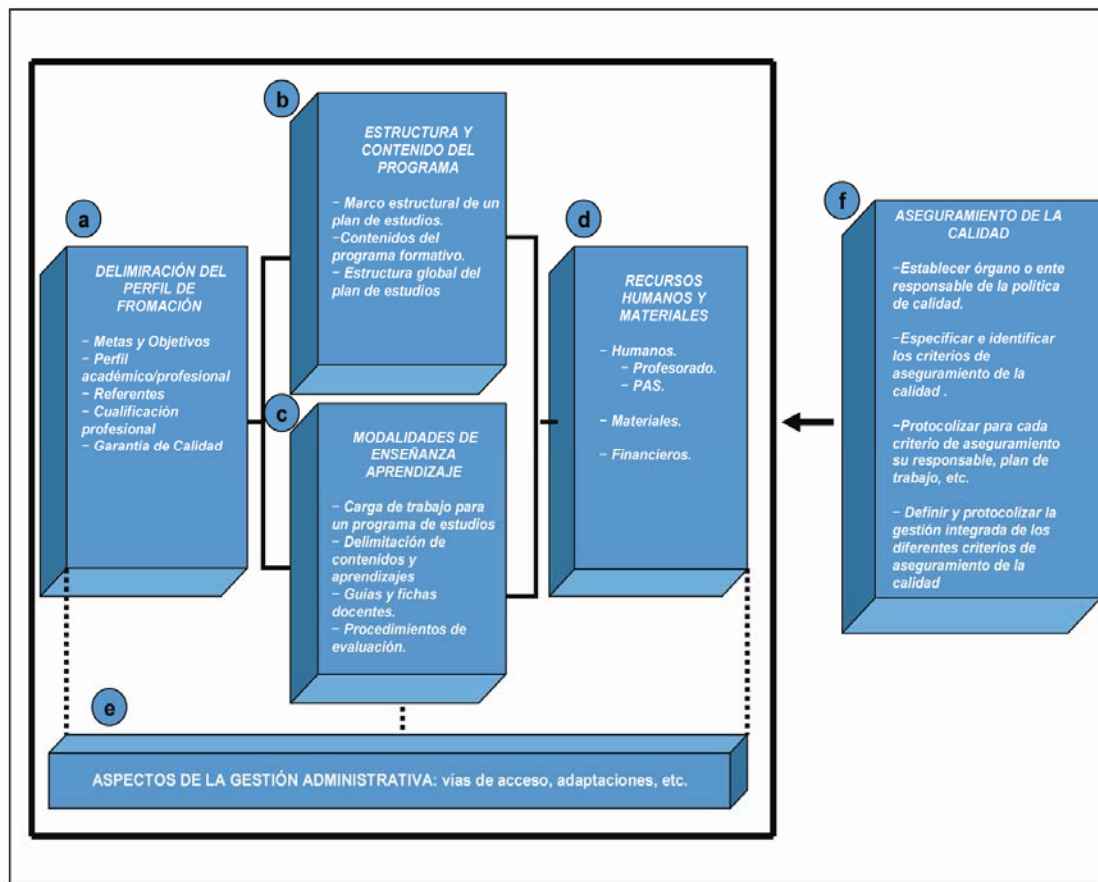 a
DELIMIRACIÓN DEL
PERFIL DE
FROMACIÓN
− Metas y Objetivos
− Perfil
académico/profesional
− Referentes
− Cualificación
profesional
− Garantía de Calidad
b
ESTRUCTURA Y
CONTENIDO DEL
PROGRAMA
− Marco estructural de un
plan de estudios.
−Contenidos del
programa formativo.
− Estructura global del
plan de estudios
c
MODALIDADES DE
ENSEÑANZA
APRENDIZAJE
− Carga de trabajo para
un programa de estudios
− Delimitación de
contenidos y
aprendizajes
− Guías y fichas
docentes.
− Procedimientos de
evaluación.
d
RECURSOS
HUMANOS Y
MATERIALES
− Humanos.
− Profesorado.
− PAS.
− Materiales.
− Financieros.
e
ASPECTOS DE LA GESTIÓN ADMINISTRATIVA: vías de acceso, adaptaciones, etc.
f
ASEGURAMIENTO DE LA
CALIDAD
−Establecer órgano o ente
responsable de la política
de calidad.
−Especificar e identificar
los criterios de
aseguramiento de la
calidad .
−Protocolizar para cada
criterio de aseguramiento
su responsable, plan de
trabajo, etc.
− Definir y protocolizar la
gestión integrada de los
diferentes criterios de
aseguramiento de la
calidad